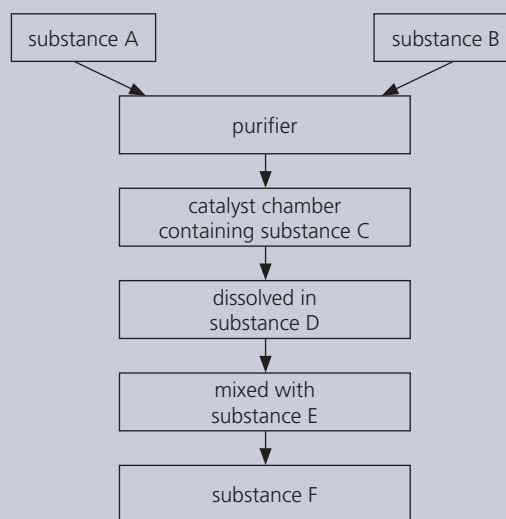 substance A
substance B
purifier
catalyst chamber
containing substance C
dissolved in
substance D
mixed with
substance E
substance F